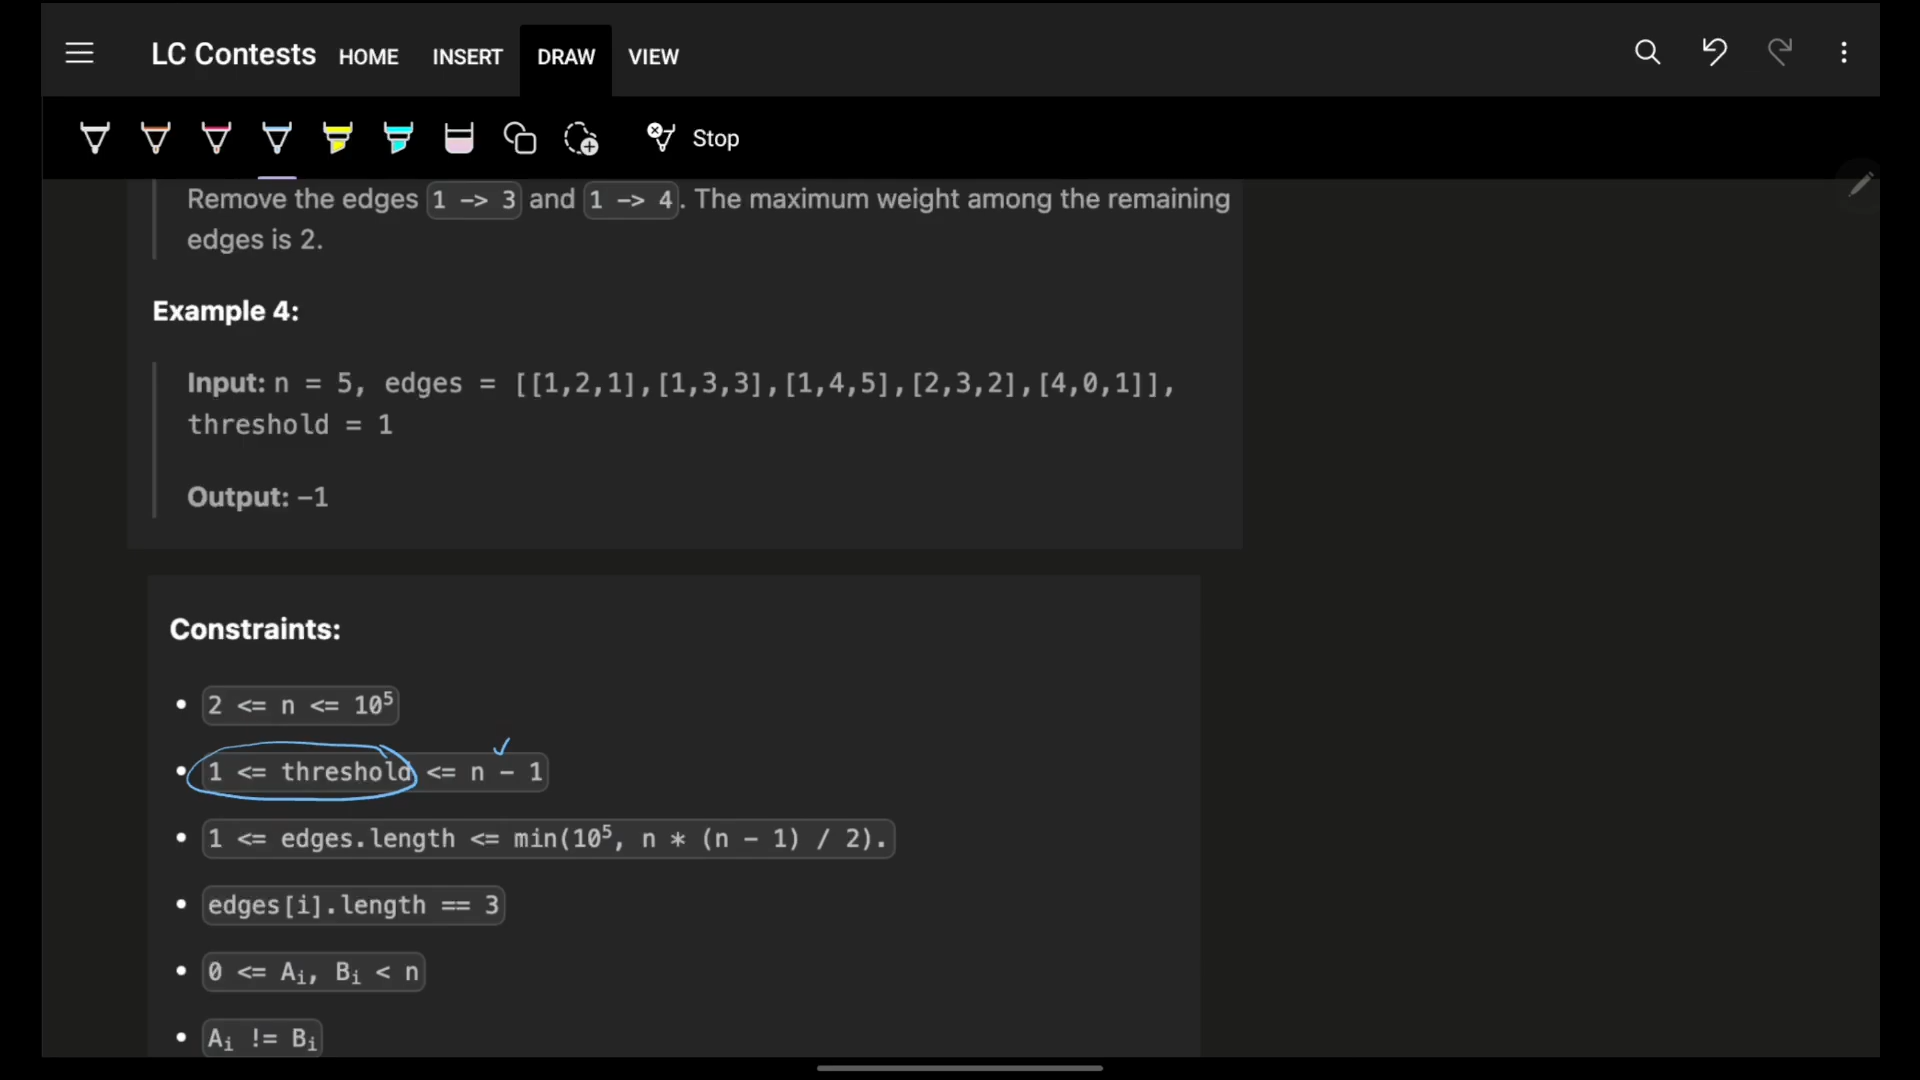 LC Contests HOME INSERT DRAW VIEW
Stop
Remove the edges 1 -> 3 and 1 -> 4. The maximum weight among the remaining
edges is 2.
Example 4:
Input: n = 5, edges = [[1,2,1],[1,3,3],[1,4,5],[2,3,2],[4,0,1]],
threshold = 1
Output: -1
Constraints:
• 2 <= n <= 10⁵
• 1 <= threshold <= n - 1
• 1 <= edges.length <= min(10⁵, n * (n - 1) / 2).
• edges[i].length == 3
• 0 <= Aᵢ, Bᵢ < n
• Aᵢ != Bᵢ